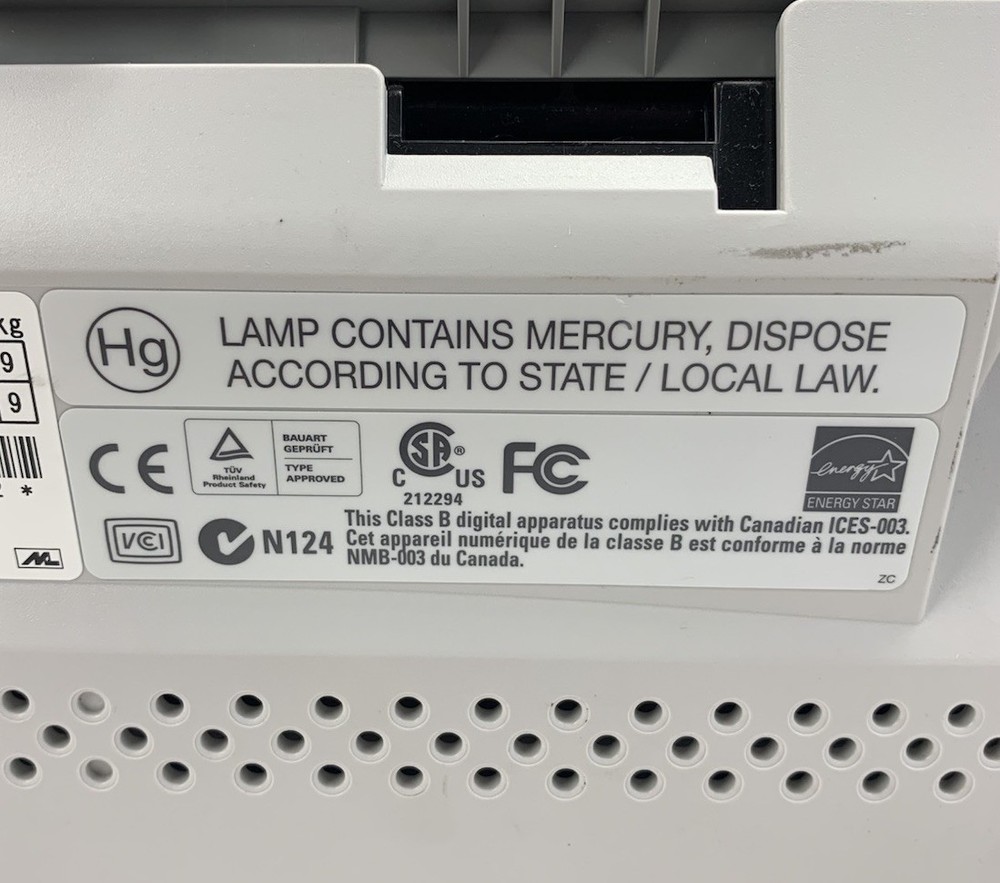 kg
9
9
*
Hg
LAMP CONTAINS MERCURY, DISPOSE
ACCORDING TO STATE / LOCAL LAW.
CE
TÜV
Rheinland
Product Safety
BAUART
GEPRÜFT
TYPE
APPROVED
C SA ® US
212294
FC
energy
ENERGY STAR
VCI
N124
This Class B digital apparatus complies with Canadian ICES-003.
Cet appareil numérique de la classe B est conforme à la norme
NMB-003 du Canada.
ZC